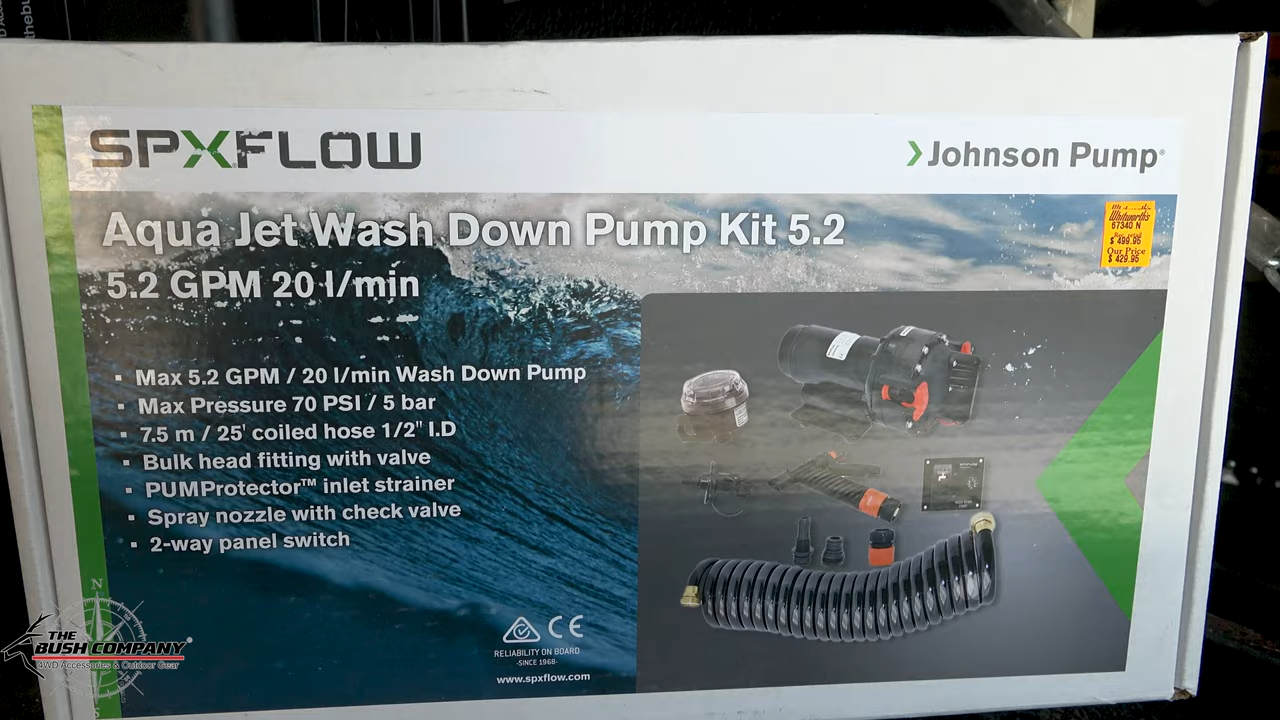 SPXFLOW
Johnson Pump®
Aqua Jet Wash Down Pump Kit 5.2
5.2 GPM 20 l/min
Whitworth's
67340 N
$ 499.95
Our Price
$ 429.95
▪ Max 5.2 GPM / 20 l/min Wash Down Pump
▪ Max Pressure 70 PSI / 5 bar
▪ 7.5 m / 25' coiled hose 1/2" I.D
▪ Bulk head fitting with valve
▪ PUMProtector™ inlet strainer
▪ Spray nozzle with check valve
▪ 2-way panel switch
CE
RELIABILITY ON BOARD
-SINCE 1968-
www.spxflow.com
N
THE
BUSH COMPANY®
4WD Accessories & Outdoor Gear
S